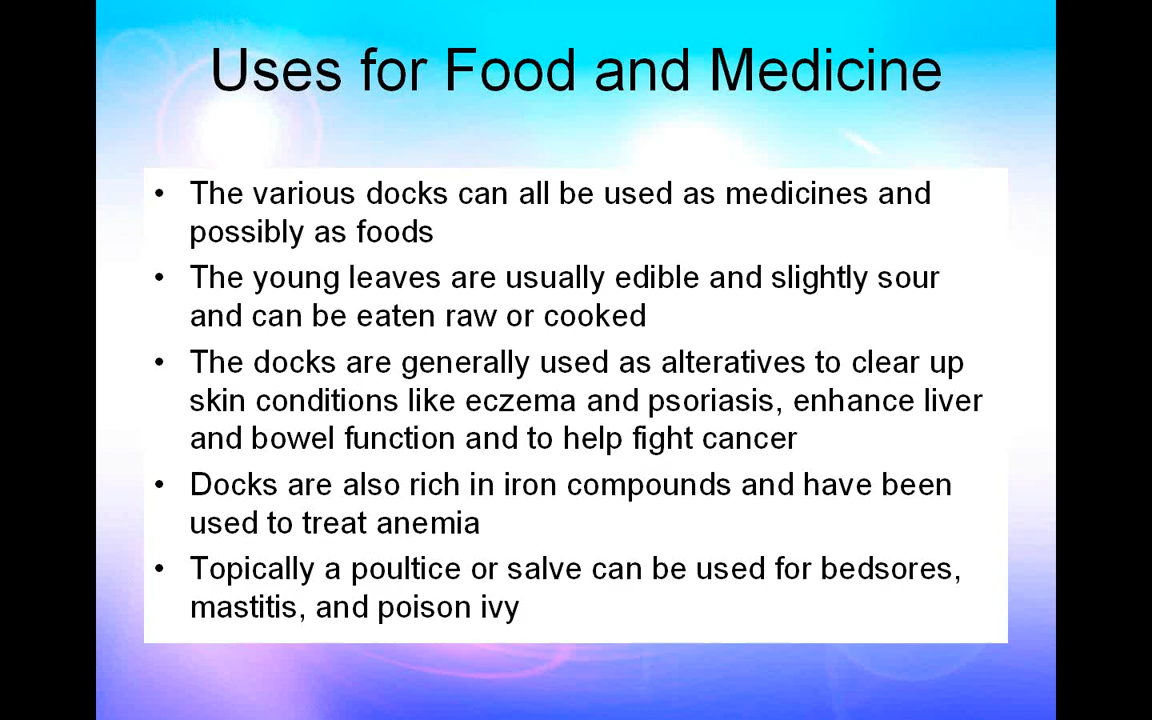 Uses for Food and Medicine
• The various docks can all be used as medicines and
possibly as foods
• The young leaves are usually edible and slightly sour
and can be eaten raw or cooked
• The docks are generally used as alteratives to clear up
skin conditions like eczema and psoriasis, enhance liver
and bowel function and to help fight cancer
• Docks are also rich in iron compounds and have been
used to treat anemia
• Topically a poultice or salve can be used for bedsores,
mastitis, and poison ivy